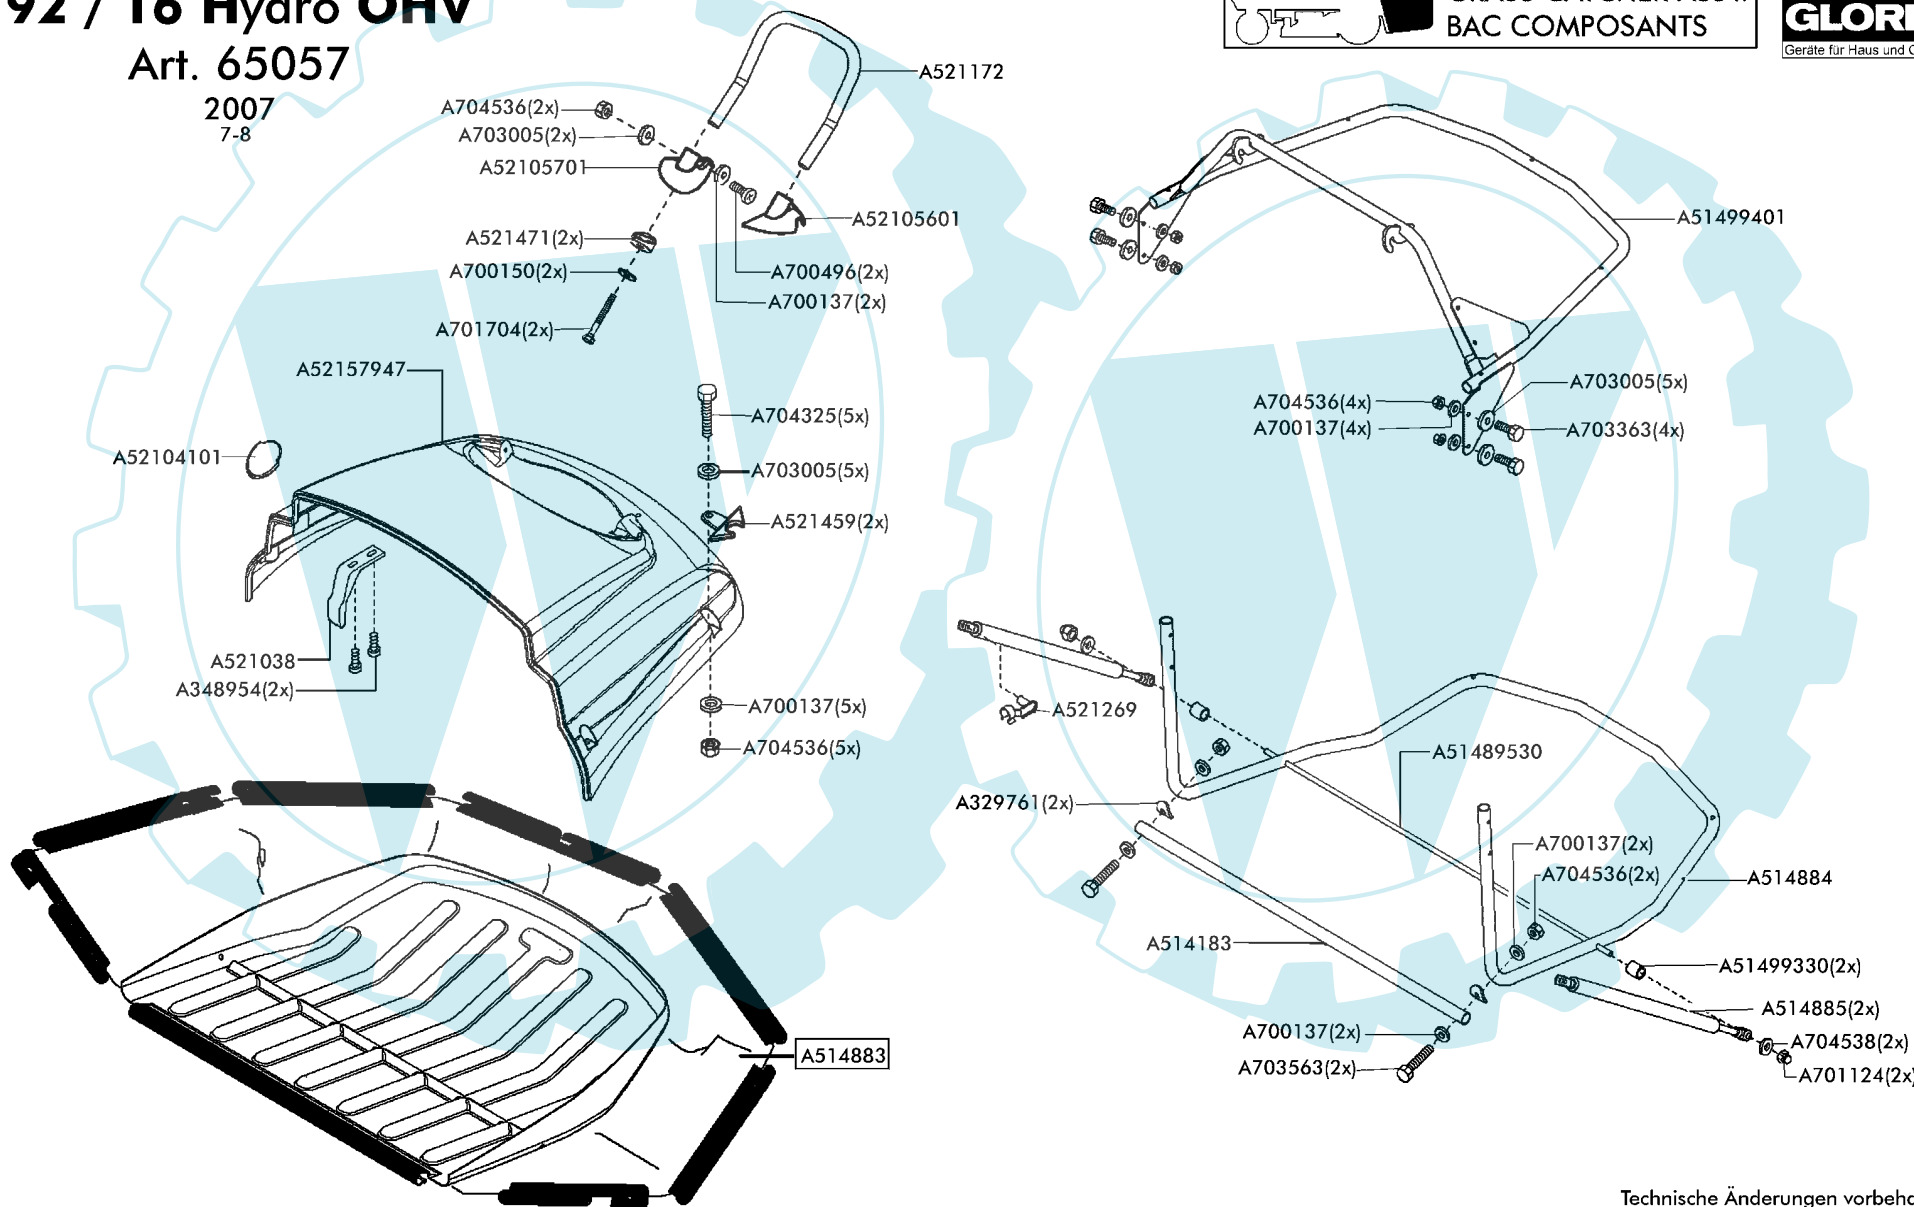 92 / 16 Hydro OHV
Art. 65057
2007
7-8
BAC COMPOSANTS
Geräte für Haus und
A521172
A704536(2x)
A703005(2x)
A52105701
A52105601
A521471(2x)
A700150(2x)
A701704(2x)
A700496(2x)
A700137(2x)
A52157947
A52104101
A704325(5x)
A703005(5x)
A521459(2x)
A521038
A348954(2x)
A700137(5x)
A704536(5x)
A514883
A51499401
A704536(4x)
A700137(4x)
A703005(5x)
A703363(4x)
A521269
A51489530
A329761(2x)
A700137(2x)
A704536(2x)
A514884
A514183
A51499330(2x)
A514885(2x)
A700137(2x)
A703563(2x)
A704538(2x)
A701124(2x)
Technische Änderungen